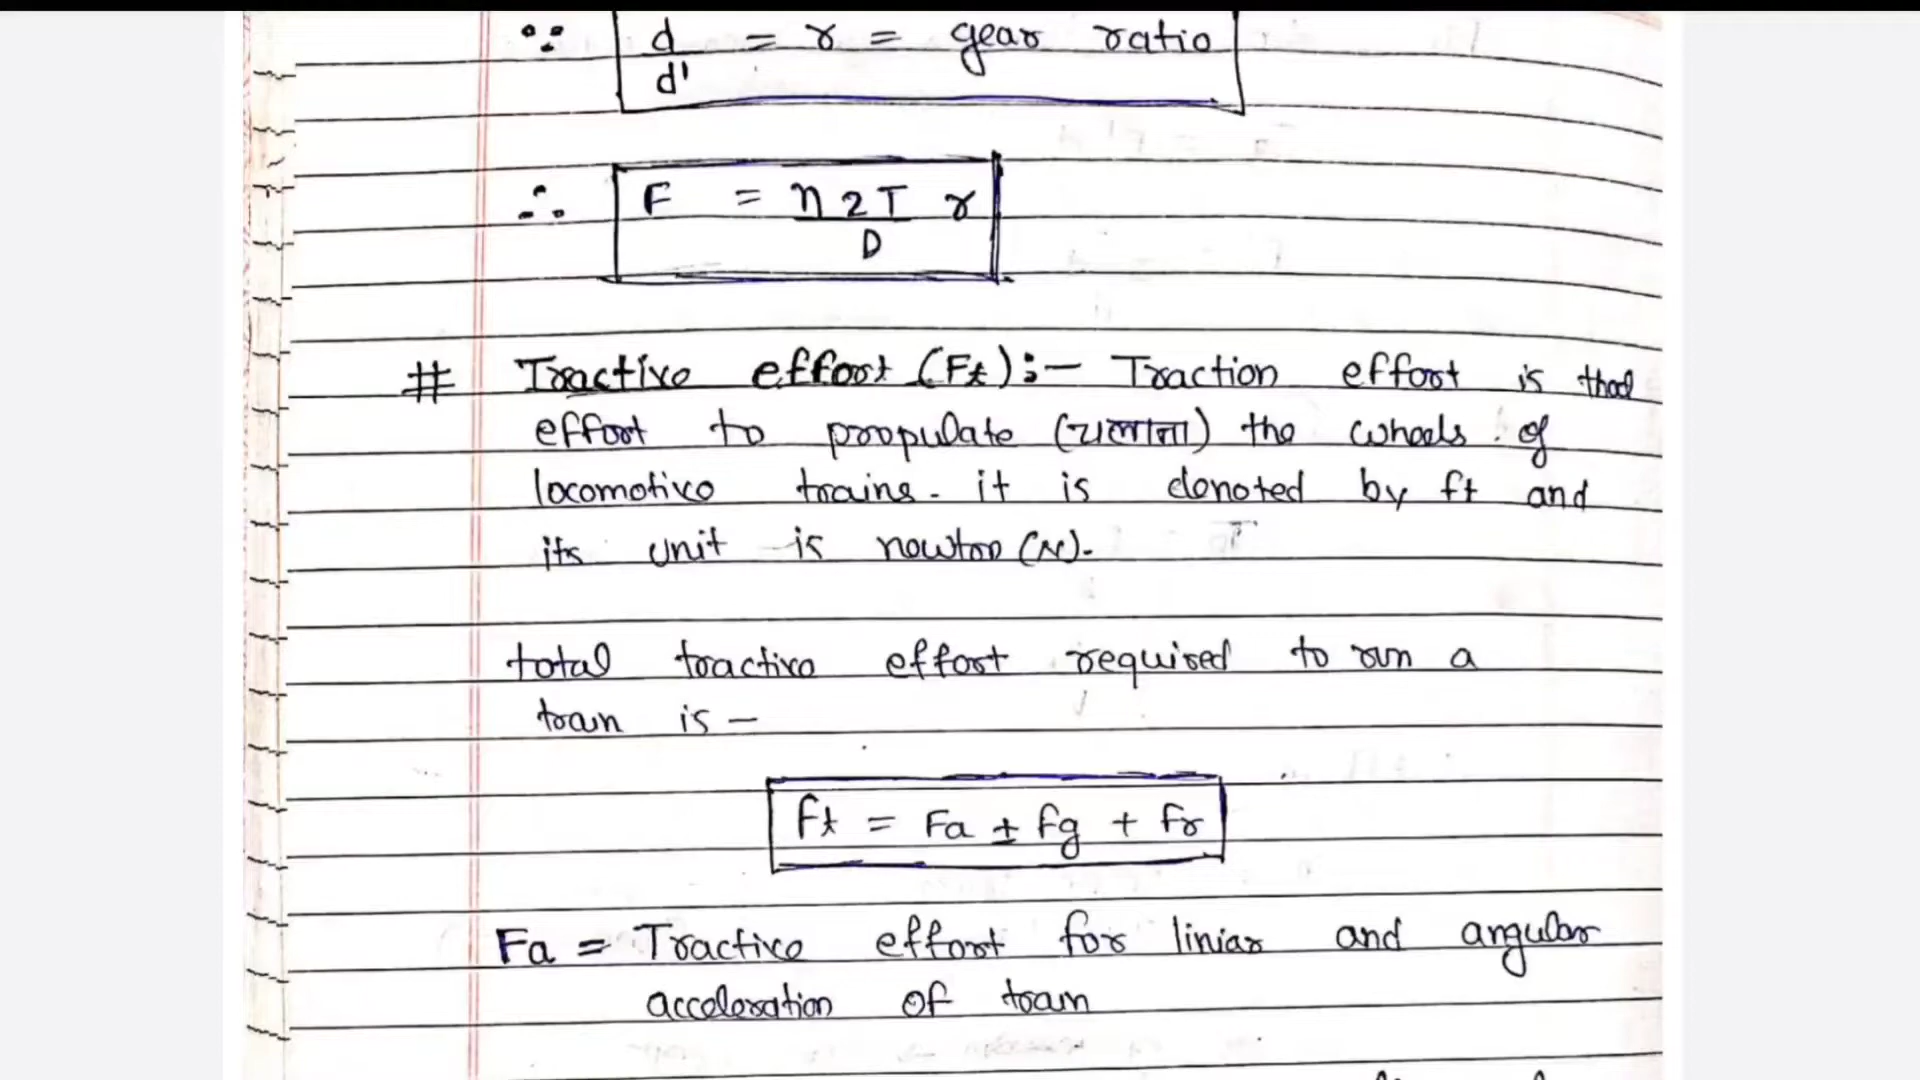 ∵ d/d' = r = gear ratio
∴ F = η 2T/D r
# Tractive effort (Ft):- Traction effort is that
effort to propulate (चलाना) the wheels of
locomotive trains. it is denoted by ft and
its unit is newton (N).
total tractive effort required to run a
train is -
Ft = Fa ± Fg + Fr
Fa = Tractive effort for liniar and angular
acceleration of train